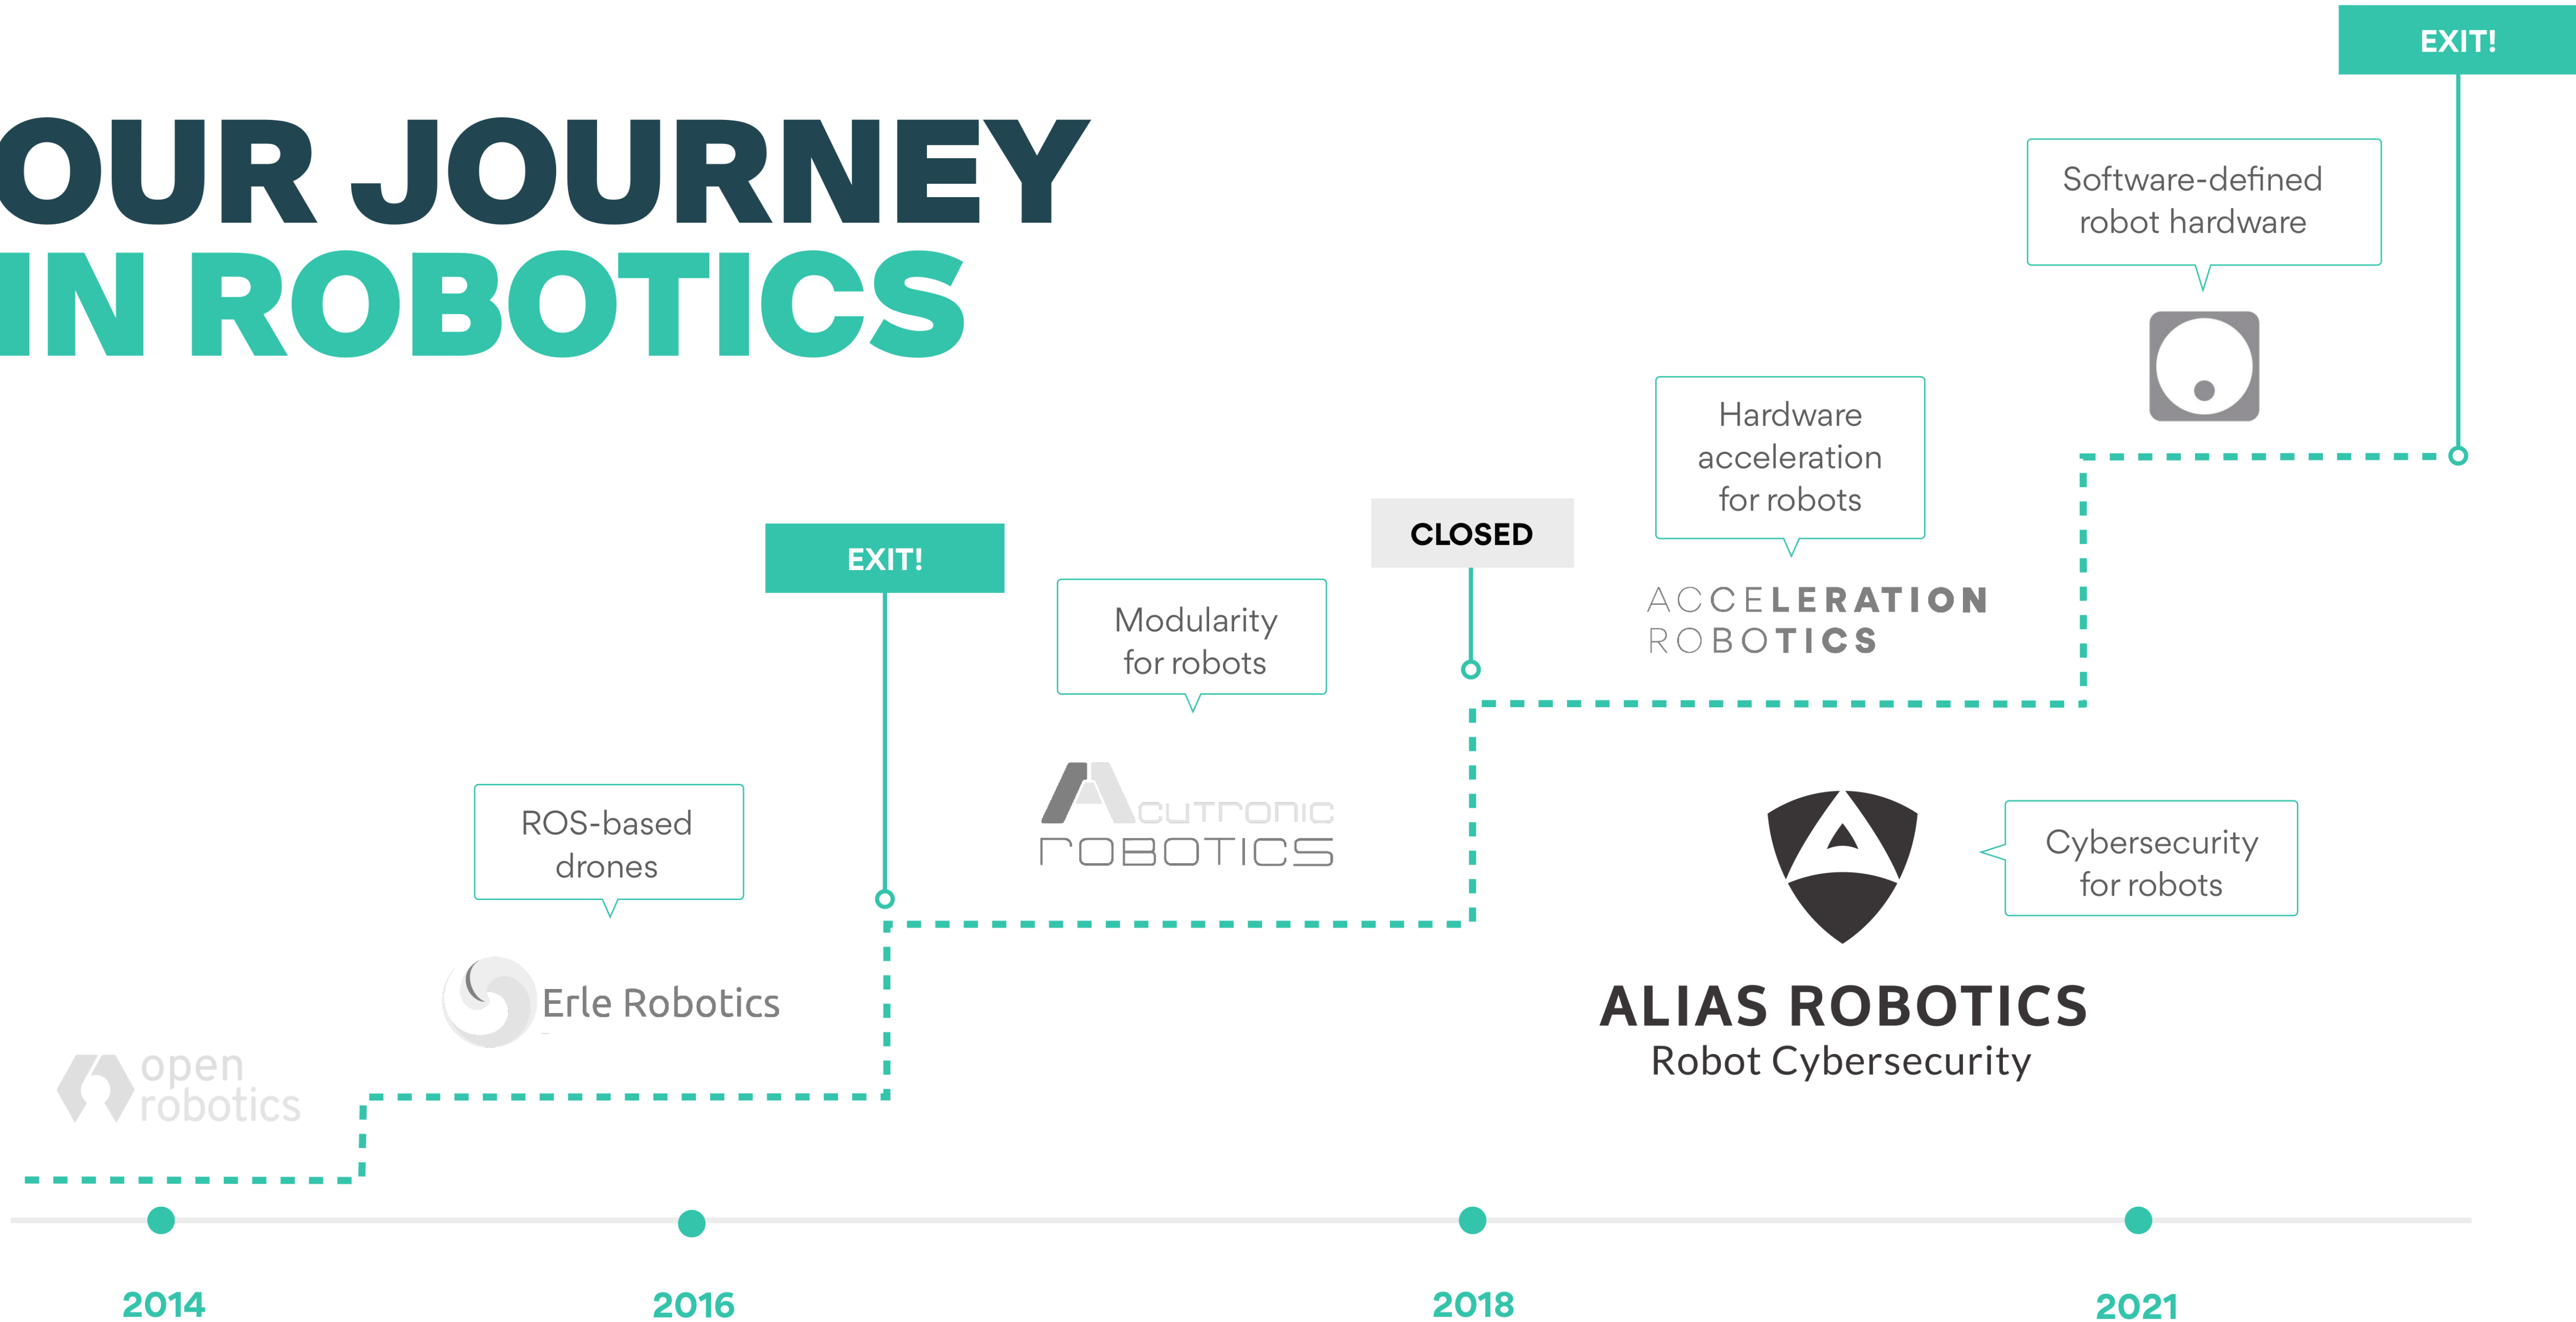 EXIT!
OUR JOURNEY
IN ROBOTICS
Software-defined
robot hardware
Hardware
acceleration
for robots
CLOSED
EXIT!
ACCELERATION
ROBOTICS
Modularity
for robots
ACUTRONIC
ROBOTICS
ROS-based
drones
Cybersecurity
for robots
Erle Robotics
ALIAS ROBOTICS
Robot Cybersecurity
open
robotics
2014
2016
2018
2021